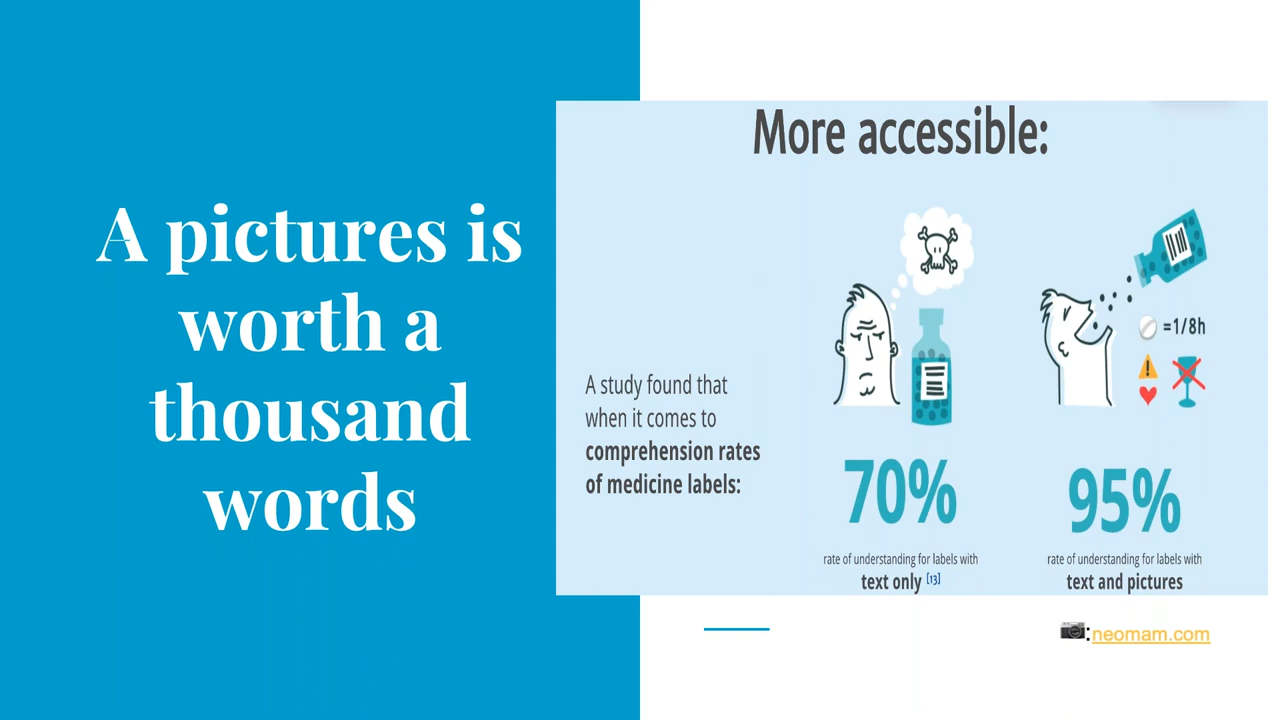 A pictures is
worth a
thousand
words
More accessible:
A study found that
when it comes to
comprehension rates
of medicine labels:
=1/8h
70%
rate of understanding for labels with
text only [13]
95%
rate of understanding for labels with
text and pictures
:neomam.com